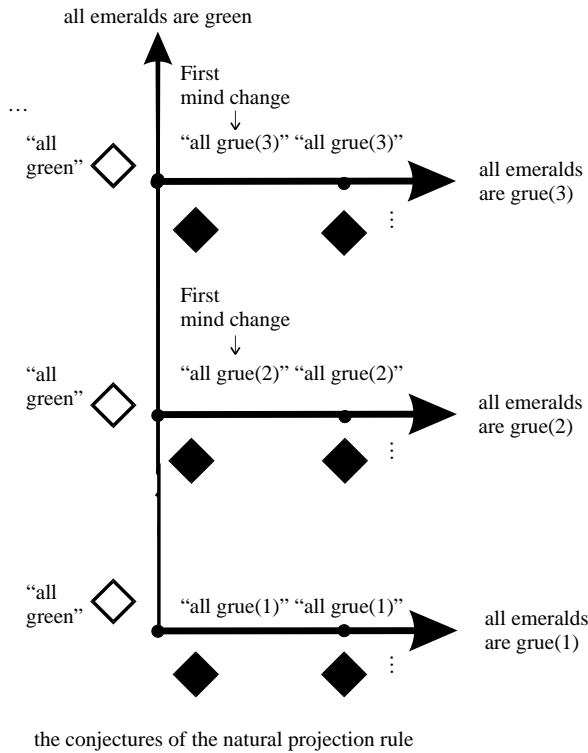 all emeralds are green
First
mind change
…
↓
“all grue(3)” “all grue(3)”
“all
green”
all emeralds
are grue(3)
⋮
First
mind change
↓
“all grue(2)” “all grue(2)”
“all
green”
all emeralds
are grue(2)
⋮
“all
green”
“all grue(1)” “all grue(1)”
all emeralds
are grue(1)
⋮
the conjectures of the natural projection rule